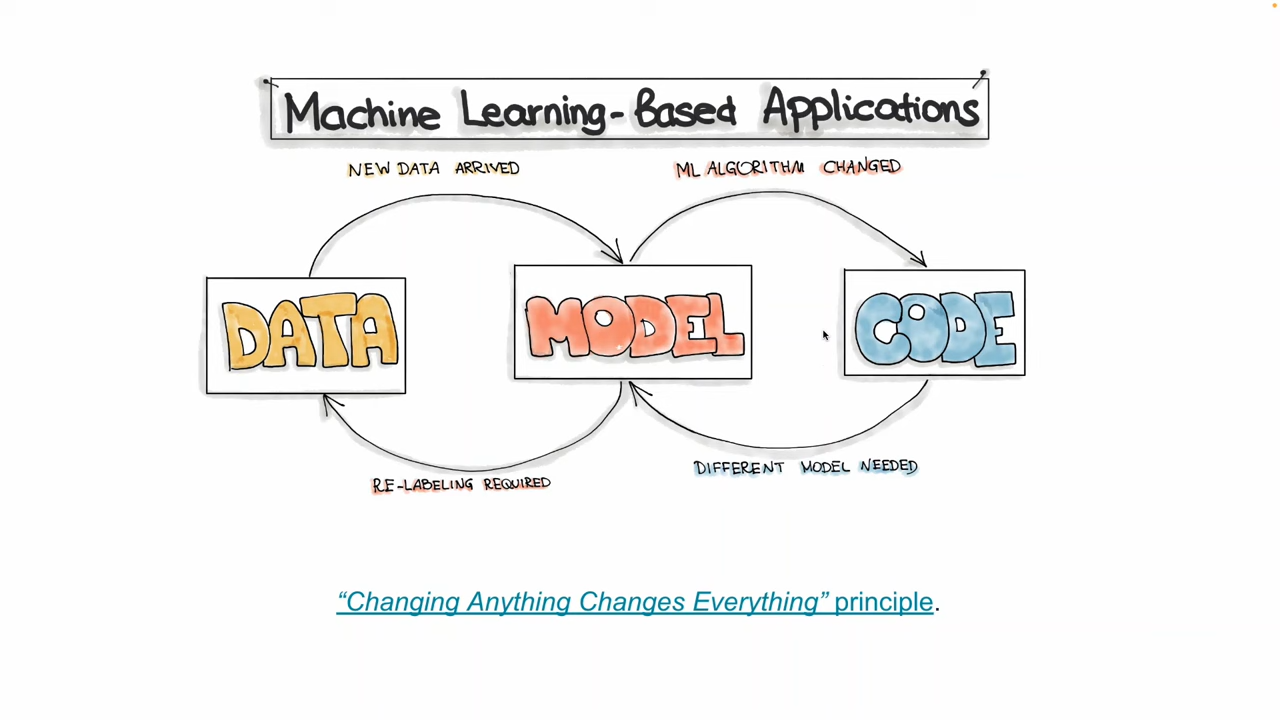 Machine Learning-Based Applications
NEW DATA ARRIVED
ML ALGORITHM CHANGED
DATA
MODEL
CODE
RE-LABELING REQUIRED
DIFFERENT MODEL NEEDED
“Changing Anything Changes Everything” principle.